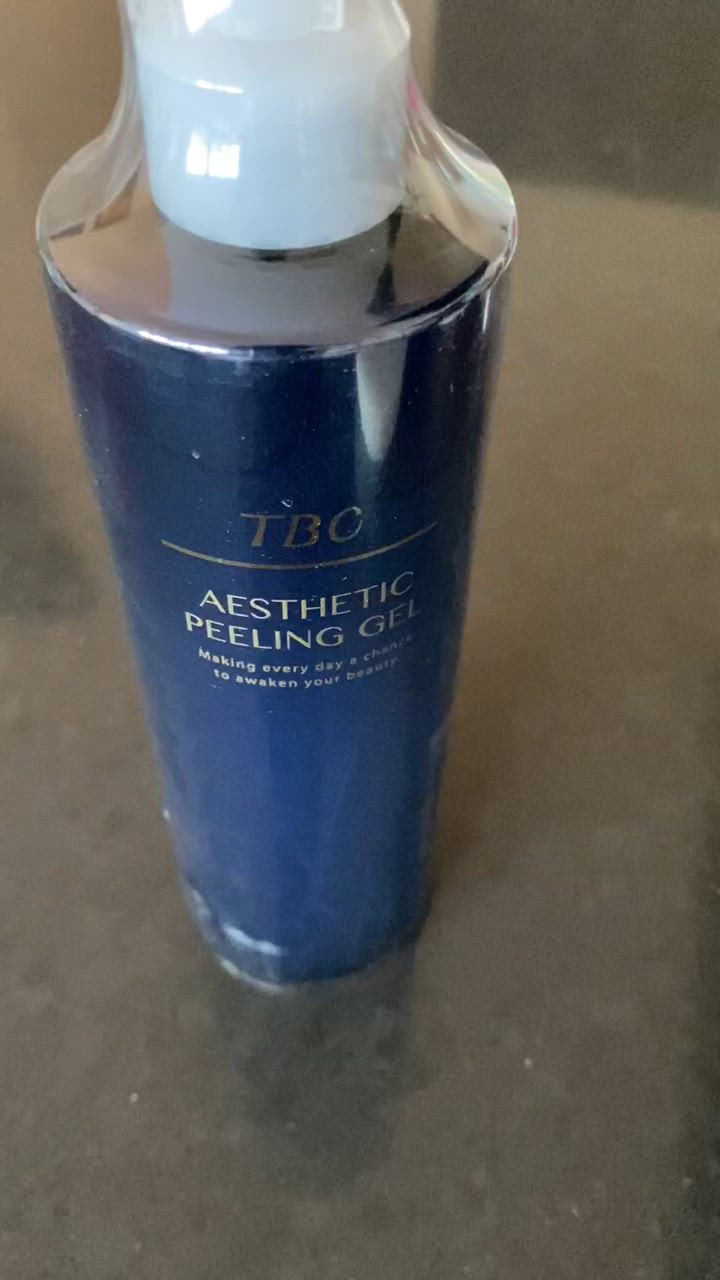 TBC
AESTHETIC
PEELING GEL
Making every day a chance
to awaken your beauty